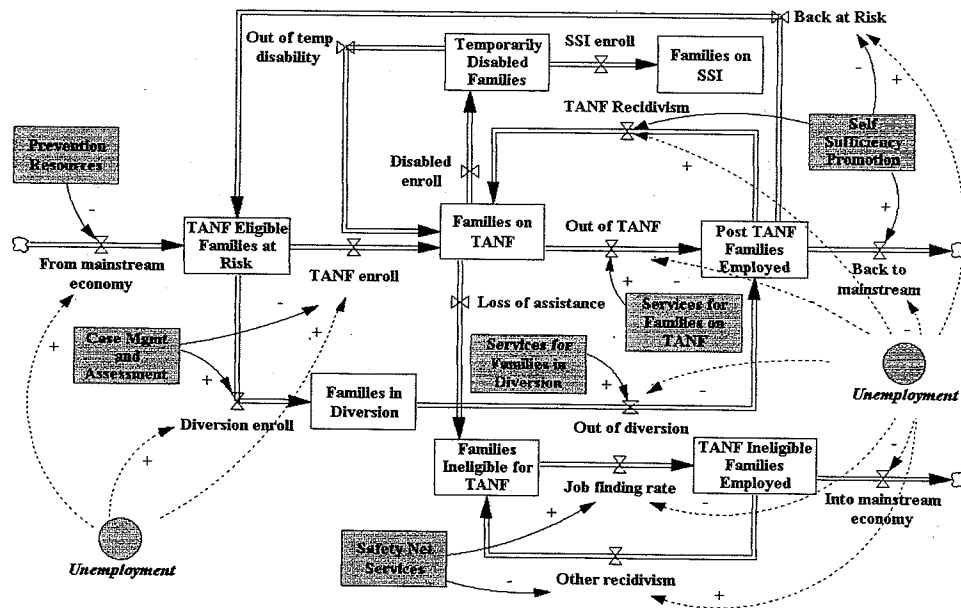 Back at Risk
Out of temp
disability
Temporarily
Disabled
Families
SSI enroll
Families on
SSI
-
+
TANF Recidivism
Prevention
Resources
Self
Sufficiency
Promotion
Disabled
enroll
+
-
TANF Eligible
Families at
Risk
Families on
TANF
Out of TANF
Post TANF
Families
Employed
+
From mainstream
economy
TANF enroll
Back to
mainstream
-
+
-
Loss of assistance
Services for
Families on
TANF
-
+
Case Mgmt
and
Assessment
+
Services for
Families in
Diversion
+
-
Unemployment
+
Families in
Diversion
Diversion enroll
Out of diversion
+
Families
Ineligible for
TANF
TANF Ineligible
Families
Employed
-
Job finding rate
-
Into mainstream
economy
+
Unemployment
Safety Net
Services
-
Other recidivism
+